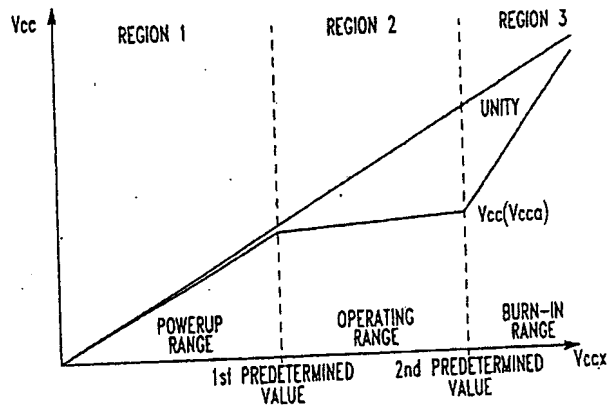 Vcc
REGION 1
REGION 2
REGION 3
UNITY
Vcc(Vcca)
POWERUP
RANGE
OPERATING
RANGE
BURN-IN
RANGE
Vccx
1st PREDETERMINED
VALUE
2nd PREDETERMINED
VALUE